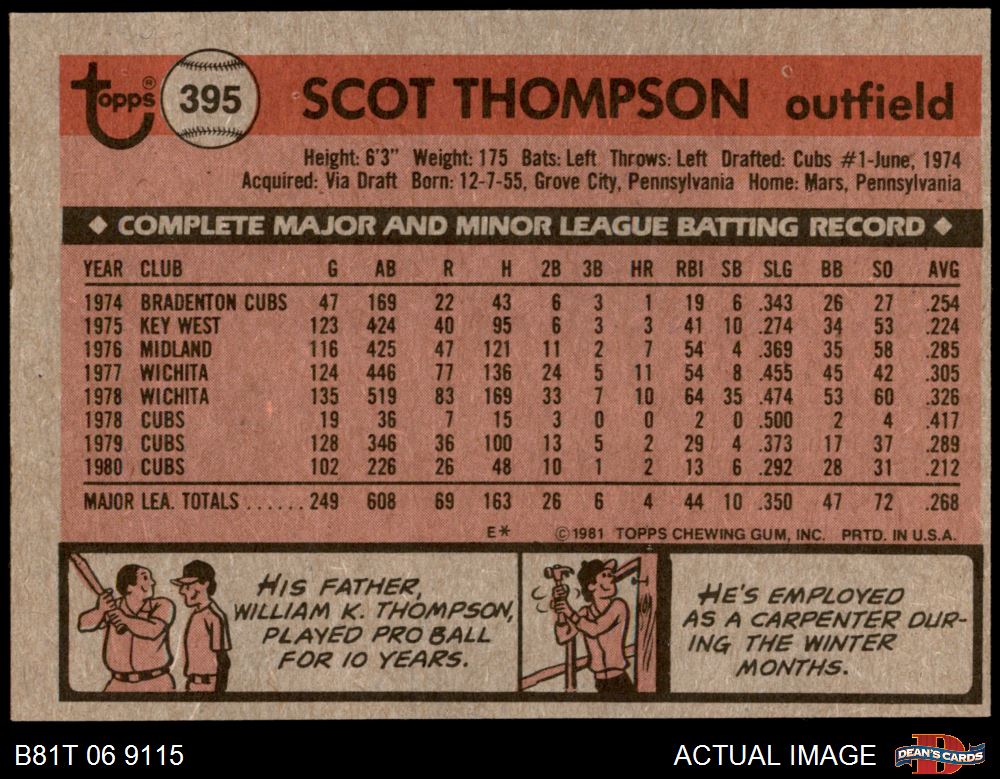 Topps® 395 SCOT THOMPSON outfield
Height: 6'3" Weight: 175 Bats: Left Throws: Left Drafted: Cubs #1-June, 1974
Acquired: Via Draft Born: 12-7-55, Grove City, Pennsylvania Home: Mars, Pennsylvania
◆ COMPLETE MAJOR AND MINOR LEAGUE BATTING RECORD ◆
YEAR CLUB G AB R H 2B 3B HR RBI SB SLG BB SO AVG
1974 BRADENTON CUBS 47 169 22 43 6 3 1 19 6 .343 26 27 .254
1975 KEY WEST 123 424 40 95 6 3 3 41 10 .274 34 53 .224
1976 MIDLAND 116 425 47 121 11 2 7 54 4 .369 35 58 .285
1977 WICHITA 124 446 77 136 24 5 11 54 8 .455 45 42 .305
1978 WICHITA 135 519 83 169 33 7 10 64 35 .474 53 60 .326
1978 CUBS 19 36 7 15 3 0 0 2 0 .500 2 4 .417
1979 CUBS 128 346 36 100 13 5 2 29 4 .373 17 37 .289
1980 CUBS 102 226 26 48 10 1 2 13 6 .292 28 31 .212
MAJOR LEA. TOTALS ...... 249 608 69 163 26 6 4 44 10 .350 47 72 .268
E* ©1981 TOPPS CHEWING GUM, INC. PRTD. IN U.S.A.
HIS FATHER,
WILLIAM K. THOMPSON,
PLAYED PRO BALL
FOR 10 YEARS.
HE'S EMPLOYED
AS A CARPENTER DUR-
ING THE WINTER
MONTHS.
B81T 06 9115 ACTUAL IMAGE DEAN'S CARDS